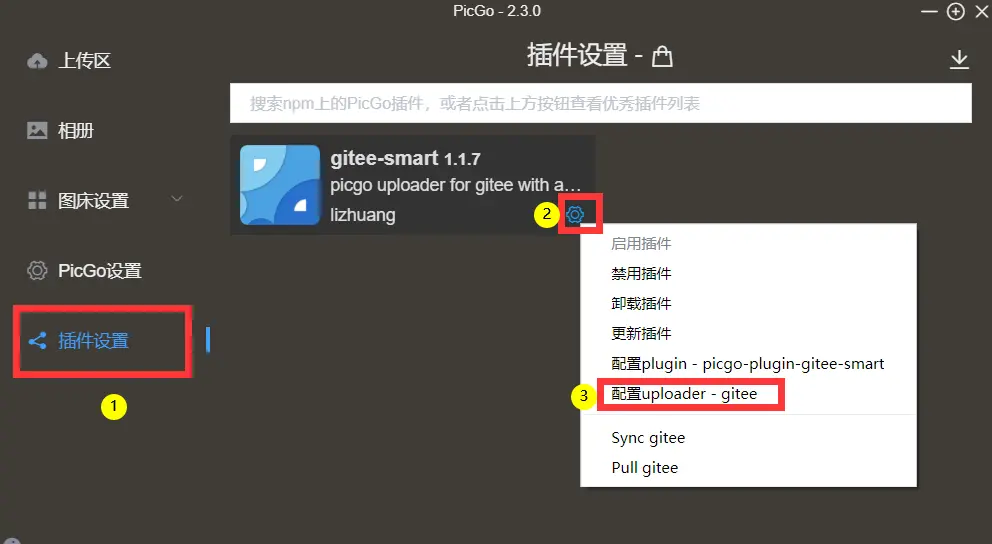 PicGo - 2.3.0
上传区
相册
图床设置
PicGo设置
插件设置
1
插件设置 -
搜索npm上的PicGo插件，或者点击上方按钮查看优秀插件列表
gitee-smart 1.1.7
picgo uploader for gitee with a…
lizhuang
2
启用插件
禁用插件
卸载插件
更新插件
配置plugin - picgo-plugin-gitee-smart
3
配置uploader - gitee
Sync gitee
Pull gitee